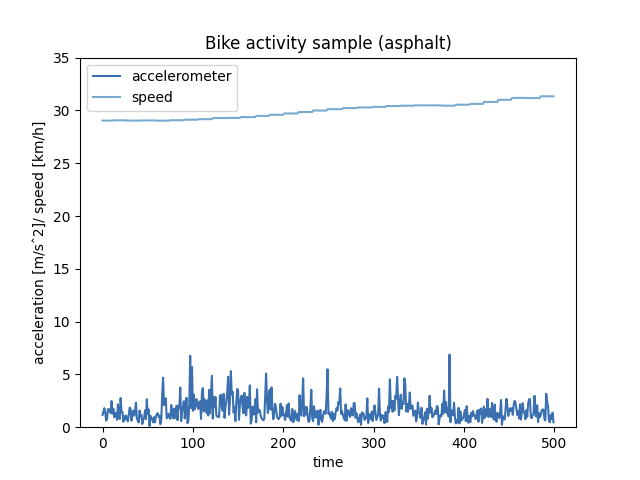 Bike activity sample (asphalt)
accelerometer
speed
acceleration [m/sˆ2]/ speed [km/h]
35
30
25
20
15
10
5
0
0 100 200 300 400 500
time